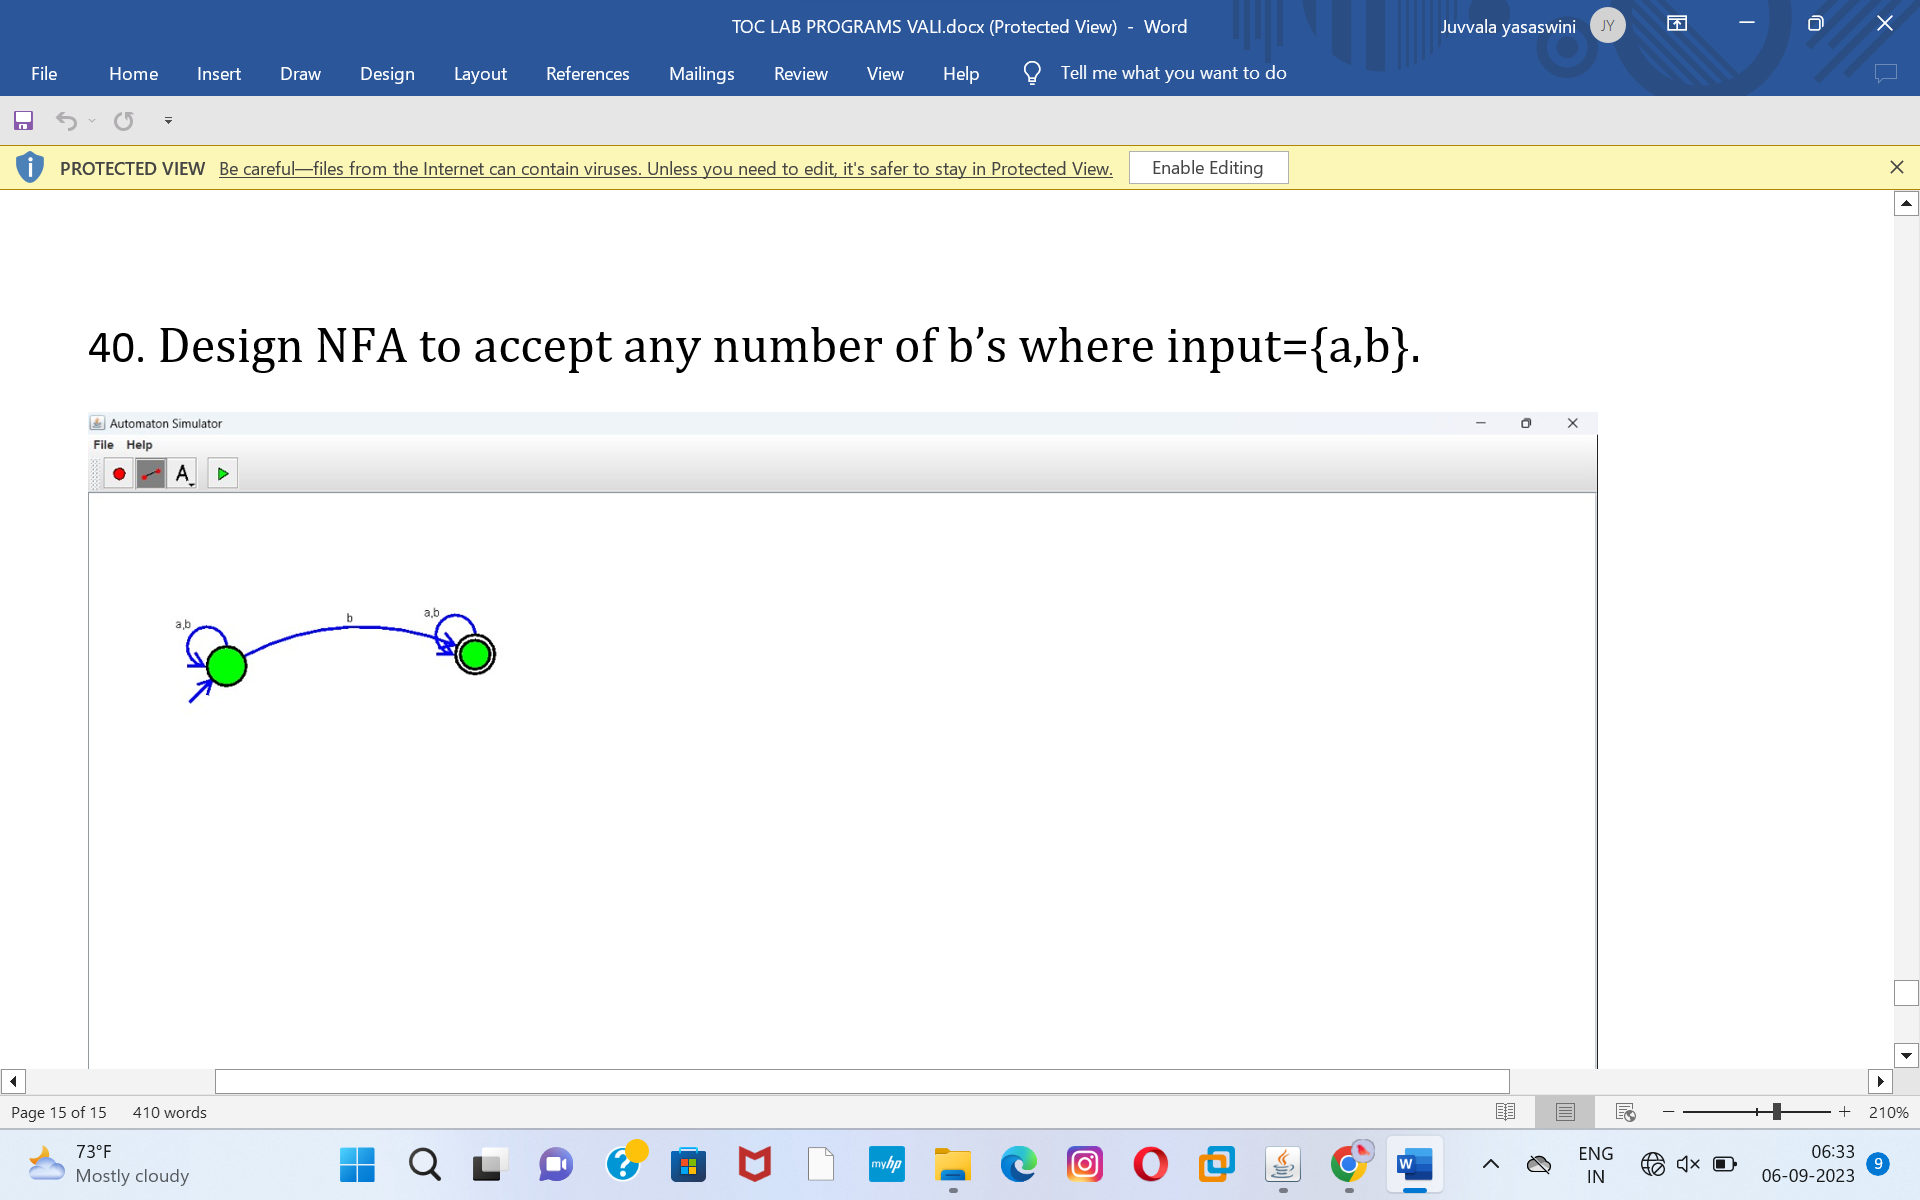 TOC LAB PROGRAMS VALI.docx (Protected View) - Word
Juvvala yasaswini
JY
File Home Insert Draw Design Layout References Mailings Review View Help Tell me what you want to do
PROTECTED VIEW Be careful—files from the Internet can contain viruses. Unless you need to edit, it's safer to stay in Protected View. Enable Editing
40. Design NFA to accept any number of b’s where input={a,b}.
Automaton Simulator
File Help
A
a,b
b
a,b
Page 15 of 15 410 words
210%
73°F
Mostly cloudy
myhp
W
ENG
IN
06:33
06-09-2023
9